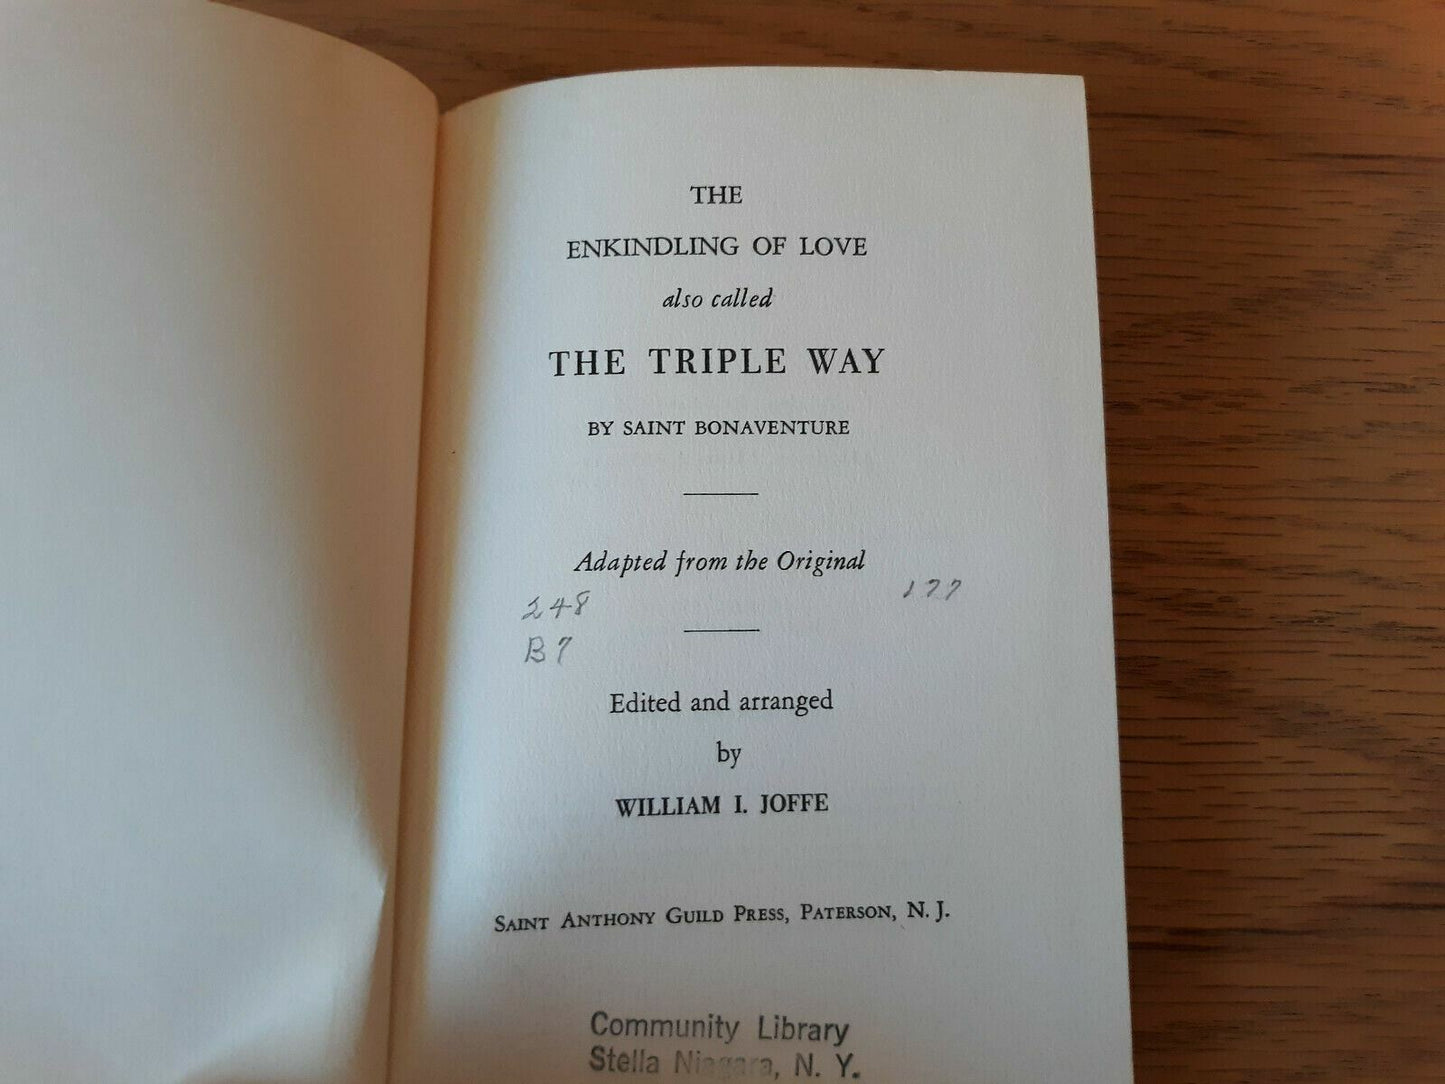 THE
ENKINDLING OF LOVE
also called
THE TRIPLE WAY
BY SAINT BONAVENTURE
Adapted from the Original
177
248
B7
Edited and arranged
by
WILLIAM I. JOFFE
SAINT ANTHONY GUILD PRESS, PATERSON, N. J.
Community Library
Stella Niagara, N. Y.